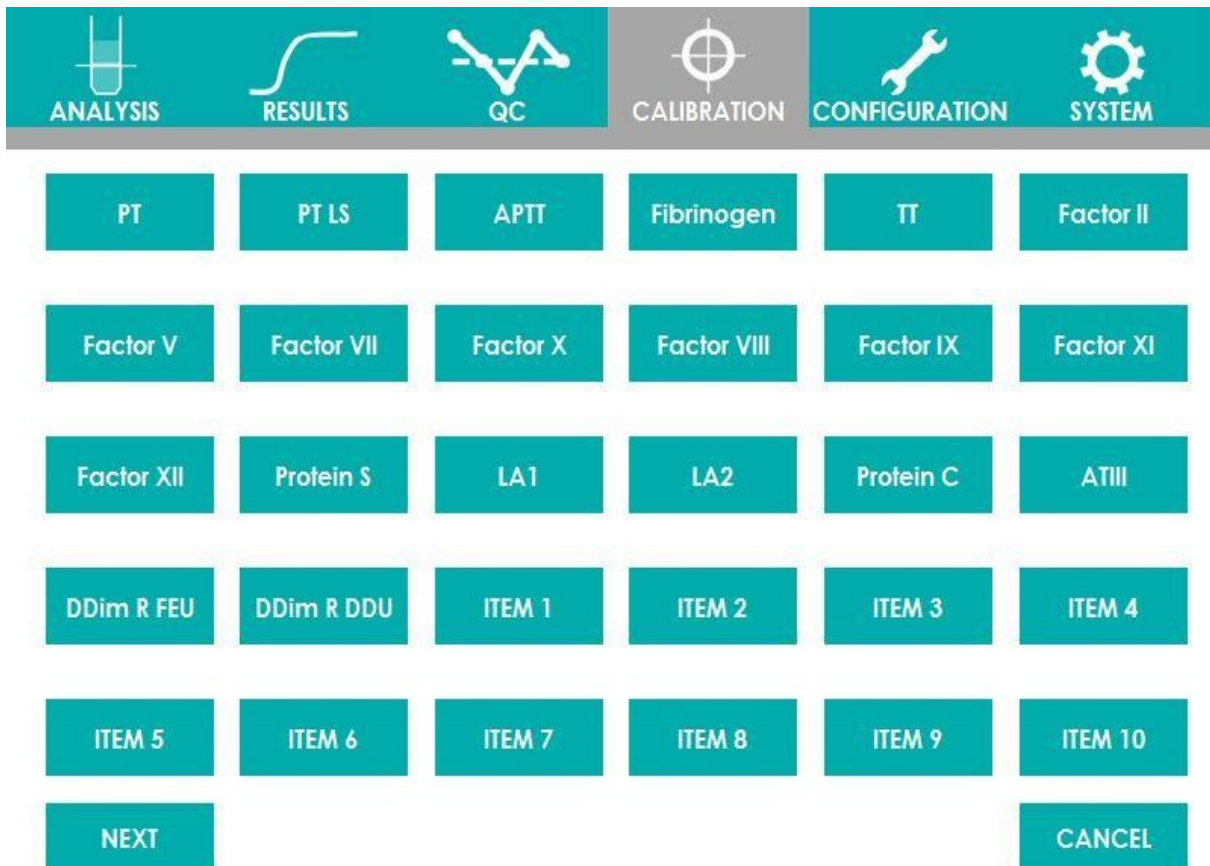 ANALYSIS RESULTS QC CALIBRATION CONFIGURATION SYSTEM
PT PT LS APTT Fibrinogen TT Factor II
Factor V Factor VII Factor X Factor VIII Factor IX Factor XI
Factor XII Protein S LA1 LA2 Protein C ATIII
DDim R FEU DDim R DDU ITEM 1 ITEM 2 ITEM 3 ITEM 4
ITEM 5 ITEM 6 ITEM 7 ITEM 8 ITEM 9 ITEM 10
NEXT CANCEL